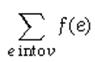 ∑ f(e)
e into v